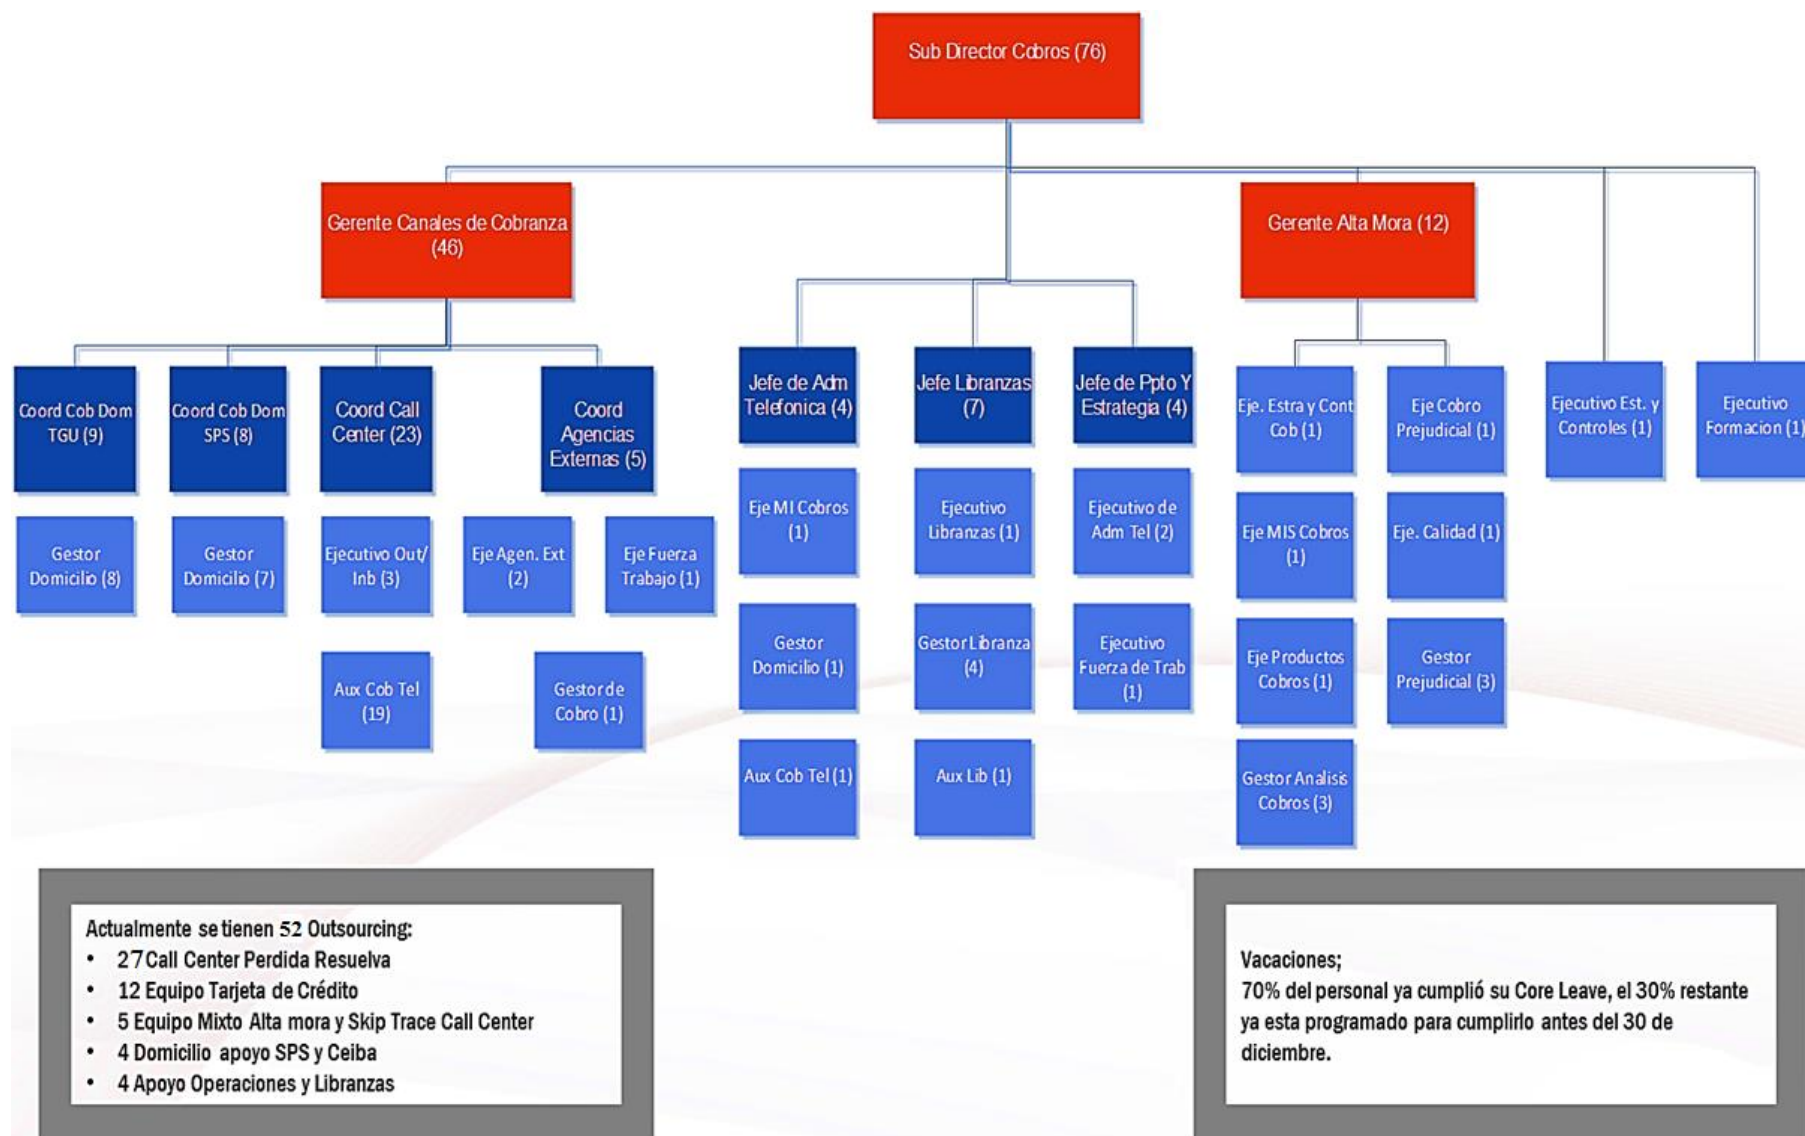 Sub Director Cobros (76)
Gerente Canales de Cobranza
(46)
Gerente Alta Mora (12)
Coord Cob Dom
TGU (9)
Coord Cob Dom
SPS (8)
Coord Call
Center (23)
Coord
Agencias
Externas (5)
Jefe de Adm
Telefonica (4)
Jefe Libranzas
(7)
Jefe de Ppto Y
Estrategia (4)
Eje. Estra y Cont
Cob (1)
Eje Cobro
Prejudicial (1)
Ejecutivo Est. y
Controles (1)
Ejecutivo
Formacion (1)
Gestor
Domicilio (8)
Gestor
Domicilio (7)
Ejecutivo Out/
Inb (3)
Eje Agen. Ext
(2)
Eje Fuerza
Trabajo (1)
Eje MI Cobros
(1)
Ejecutivo
Libranzas (1)
Ejecutivo de
Adm Tel (2)
Eje MIS Cobros
(1)
Eje. Calidad (1)
Aux Cob Tel
(19)
Gestor de
Cobro (1)
Gestor
Domicilio (1)
Gestor Libranza
(4)
Ejecutivo
Fuerza de Trab
(1)
Eje Productos
Cobros (1)
Gestor
Prejudicial (3)
Aux Cob Tel (1)
Aux Lib (1)
Gestor Analisis
Cobros (3)
Actualmente se tienen 52 Outsourcing:
• 27 Call Center Perdida Resuelva
• 12 Equipo Tarjeta de Crédito
• 5 Equipo Mixto Alta mora y Skip Trace Call Center
• 4 Domicilio apoyo SPS y Ceiba
• 4 Apoyo Operaciones y Libranzas
Vacaciones;
70% del personal ya cumplió su Core Leave, el 30% restante
ya esta programado para cumplirlo antes del 30 de
diciembre.